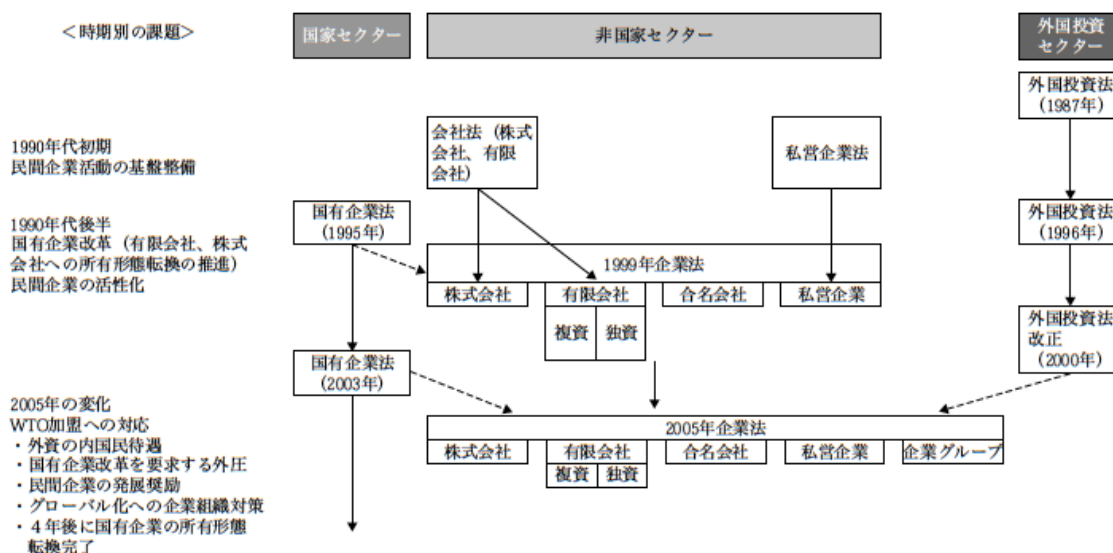 <時期別の課題>
国家セクター
非国家セクター
外国投資
セクター
外国投資法
(1987年)
1990年代初期
民間企業活動の基盤整備
会社法（株式
会社、有限
会社）
私営企業法
1990年代後半
国有企業改革（有限会社、株式
会社への所有形態転換の推進）
民間企業の活性化
国有企業法
(1995年)
外国投資法
(1996年)
1999年企業法
株式会社
有限会社
合名会社
私営企業
複資
独資
外国投資法
改正
(2000年)
国有企業法
(2003年)
2005年の変化
WTO加盟への対応
・外資の内国民待遇
・国有企業改革を要求する外圧
・民間企業の発展奨励
・グローバル化への企業組織対策
・４年後に国有企業の所有形態
転換完了
2005年企業法
株式会社
有限会社
合名会社
私営企業
企業グループ
複資
独資